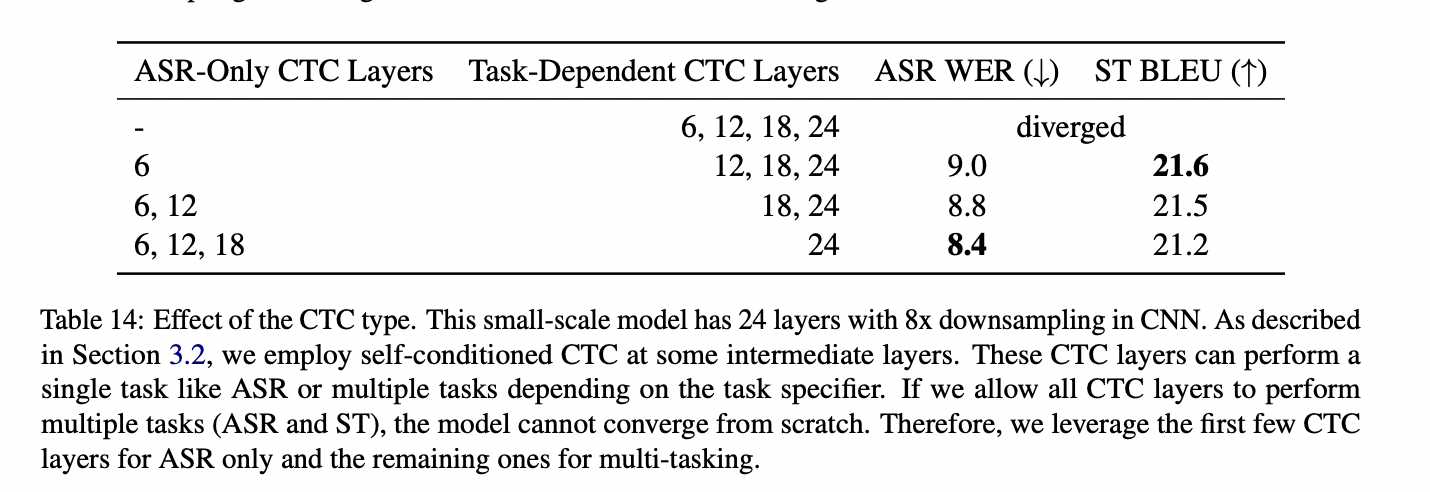 ASR-Only CTC Layers Task-Dependent CTC Layers ASR WER (↓) ST BLEU (↑)
- 6, 12, 18, 24 diverged
6 12, 18, 24 9.0 21.6
6, 12 18, 24 8.8 21.5
6, 12, 18 24 8.4 21.2
Table 14: Effect of the CTC type. This small-scale model has 24 layers with 8x downsampling in CNN. As described
in Section 3.2, we employ self-conditioned CTC at some intermediate layers. These CTC layers can perform a
single task like ASR or multiple tasks depending on the task specifier. If we allow all CTC layers to perform
multiple tasks (ASR and ST), the model cannot converge from scratch. Therefore, we leverage the first few CTC
layers for ASR only and the remaining ones for multi-tasking.